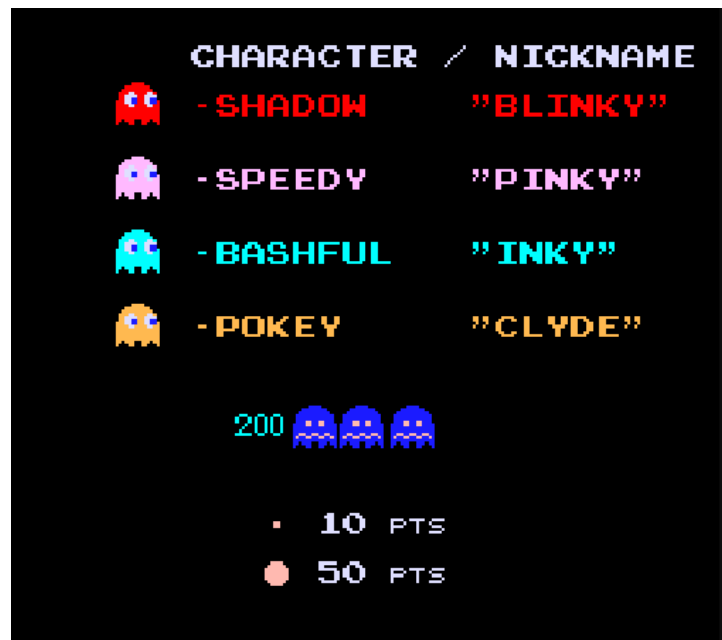 CHARACTER / NICKNAME
-SHADOW ”BLINKY”
-SPEEDY ”PINKY”
-BASHFUL ”INKY”
-POKEY ”CLYDE”
200
10 PTS
50 PTS